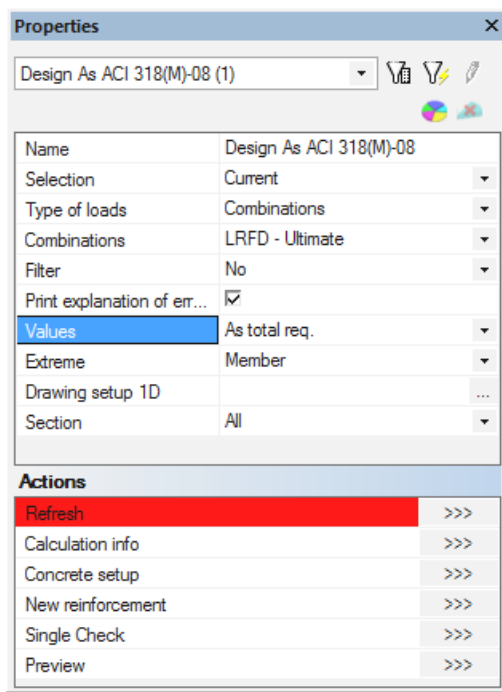 Properties
Design As ACI 318(M)-08 (1)
Name Design As ACI 318(M)-08
Selection Current
Type of loads Combinations
Combinations LRFD - Ultimate
Filter No
Print explanation of err...
Values As total req.
Extreme Member
Drawing setup 1D ...
Section All
Actions
Refresh >>>
Calculation info >>>
Concrete setup >>>
New reinforcement >>>
Single Check >>>
Preview >>>